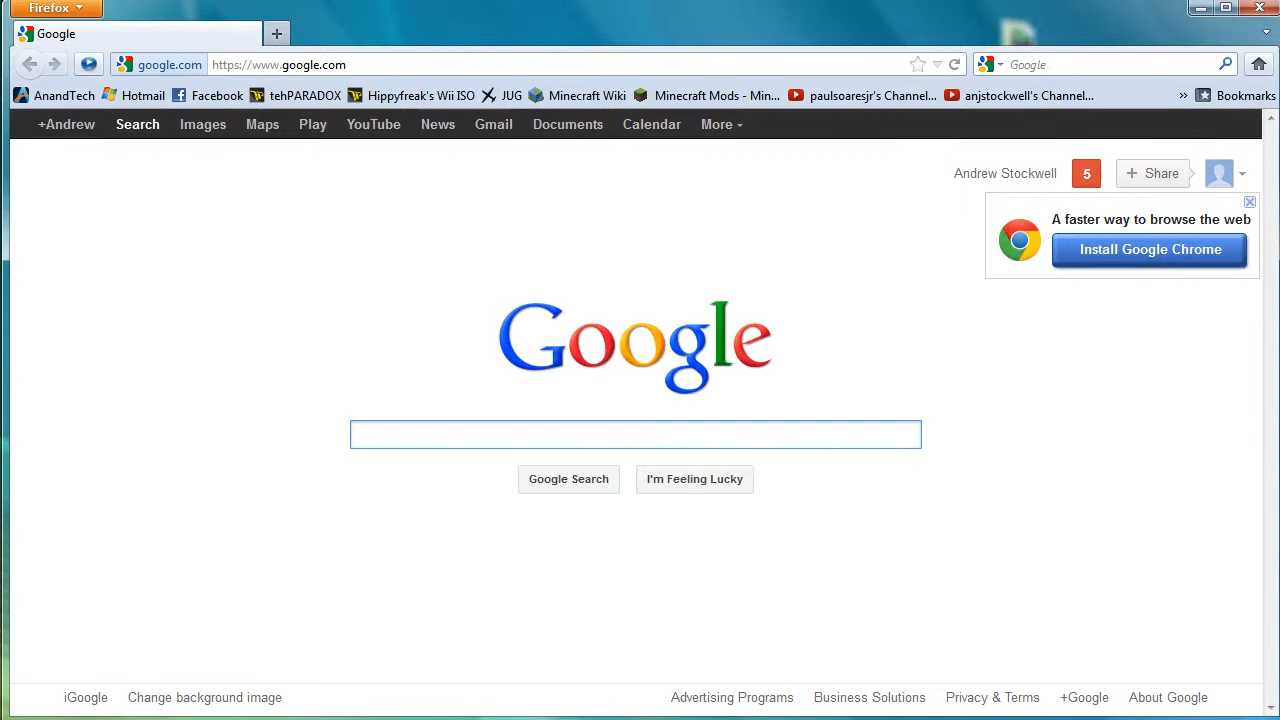 Firefox
Google
google.com https://www.google.com Google
AnandTech Hotmail Facebook tehPARADOX Hippyfreak's Wii ISO JUG Minecraft Wiki Minecraft Mods - Min... paulsoaresjr's Channel... anjstockwell's Channel... » Bookmarks
+Andrew Search Images Maps Play YouTube News Gmail Documents Calendar More
Andrew Stockwell 5 + Share
A faster way to browse the web
Install Google Chrome
Google
Google Search I'm Feeling Lucky
iGoogle Change background image Advertising Programs Business Solutions Privacy & Terms +Google About Google